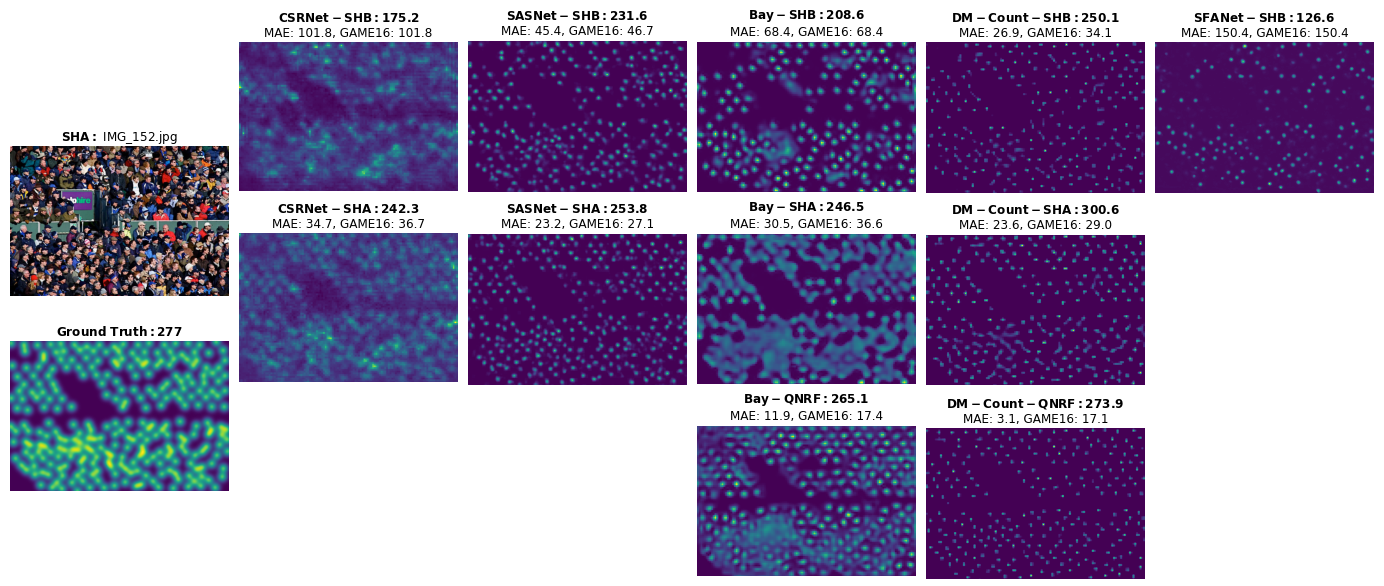 CSRNet − SHB : 175.2
MAE: 101.8, GAME16: 101.8
SASNet − SHB : 231.6
MAE: 45.4, GAME16: 46.7
Bay − SHB : 208.6
MAE: 68.4, GAME16: 68.4
DM − Count − SHB : 250.1
MAE: 26.9, GAME16: 34.1
SFANet − SHB : 126.6
MAE: 150.4, GAME16: 150.4
SHA : IMG_152.jpg
CSRNet − SHA : 242.3
MAE: 34.7, GAME16: 36.7
SASNet − SHA : 253.8
MAE: 23.2, GAME16: 27.1
Bay − SHA : 246.5
MAE: 30.5, GAME16: 36.6
DM − Count − SHA : 300.6
MAE: 23.6, GAME16: 29.0
Ground Truth : 277
Bay − QNRF : 265.1
MAE: 11.9, GAME16: 17.4
DM − Count − QNRF : 273.9
MAE: 3.1, GAME16: 17.1